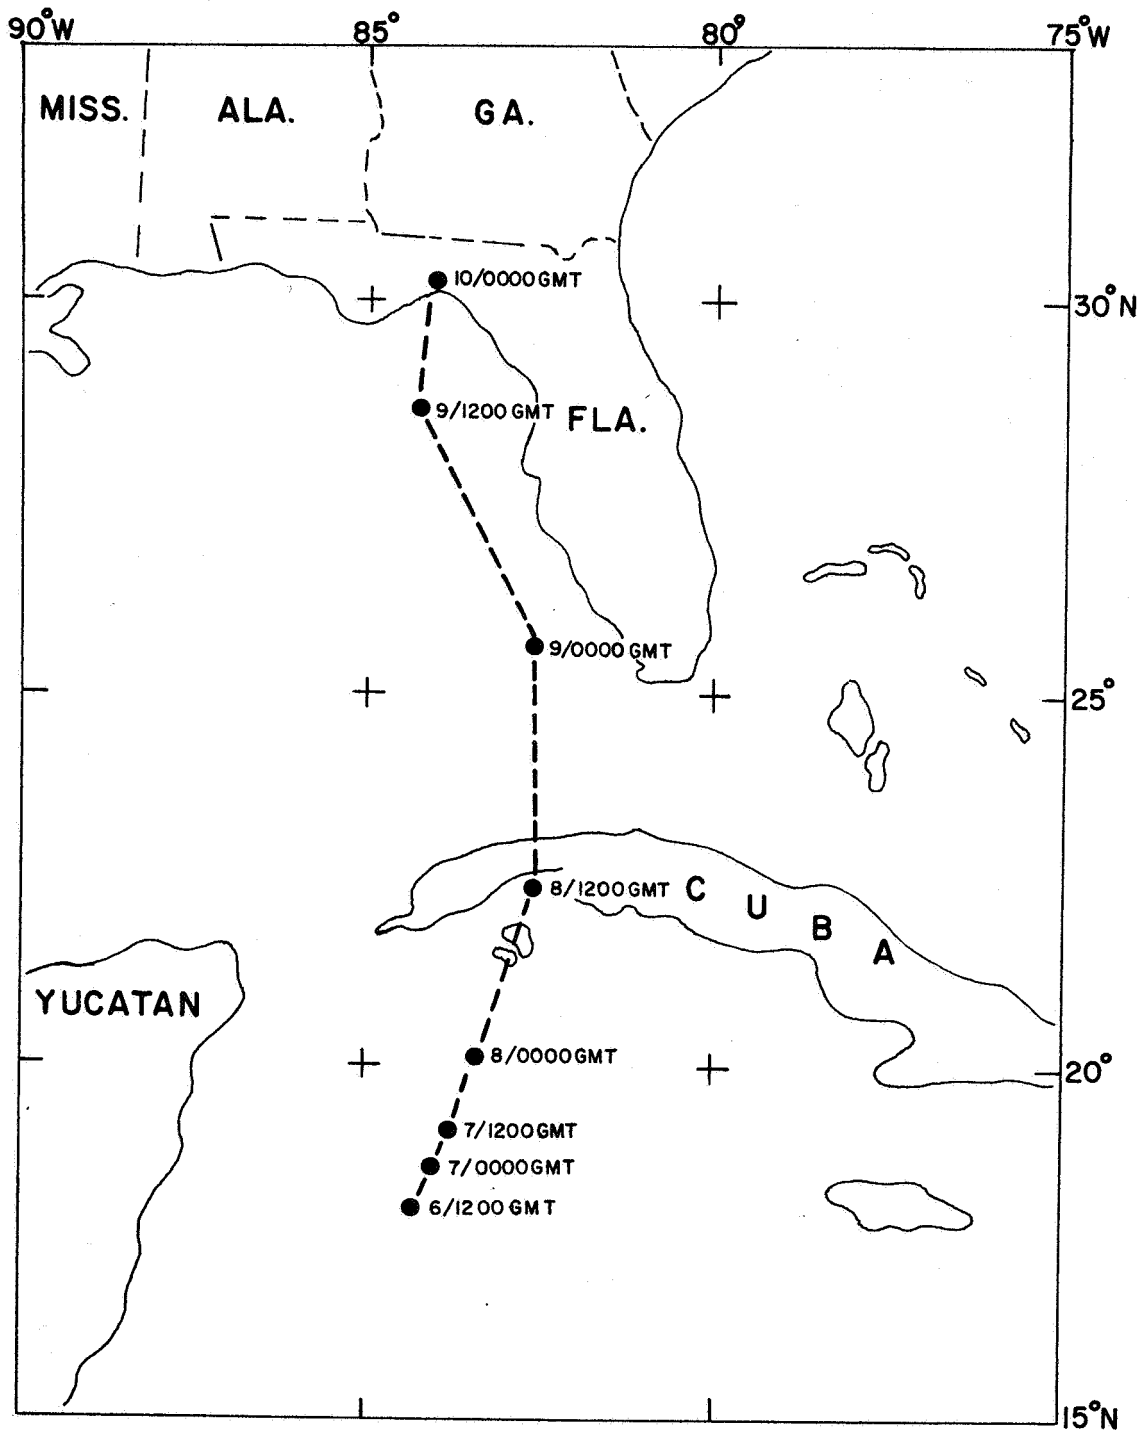 90°W 85° 80° 75°W
MISS. ALA. GA.
10/0000 GMT
30°N
9/1200 GMT
FLA.
9/0000 GMT
25°
8/1200 GMT
CUBA
YUCATAN
8/0000 GMT
20°
7/1200 GMT
7/0000 GMT
6/1200 GMT
15°N